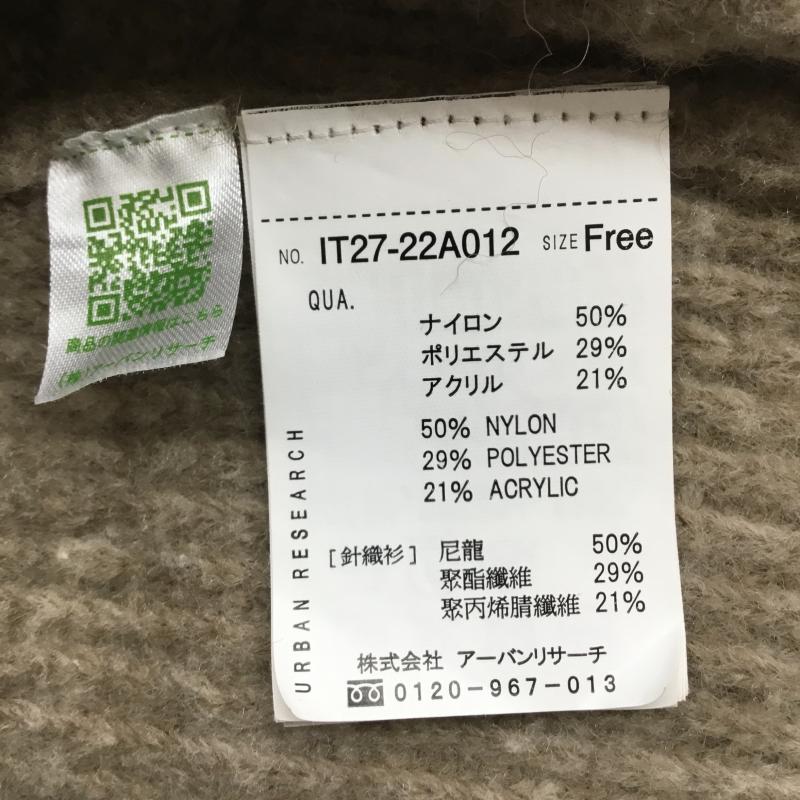 商品の関連情報はこちら
(株)アーバンリサーチ
NO. IT27-22A012 SIZE Free
QUA.
ナイロン 50%
ポリエステル 29%
アクリル 21%
50% NYLON
29% POLYESTER
21% ACRYLIC
[針織衫] 尼龍 50%
聚酯纖維 29%
聚丙烯腈纖維 21%
URBAN RESEARCH
株式会社 アーバンリサーチ
0120-967-013